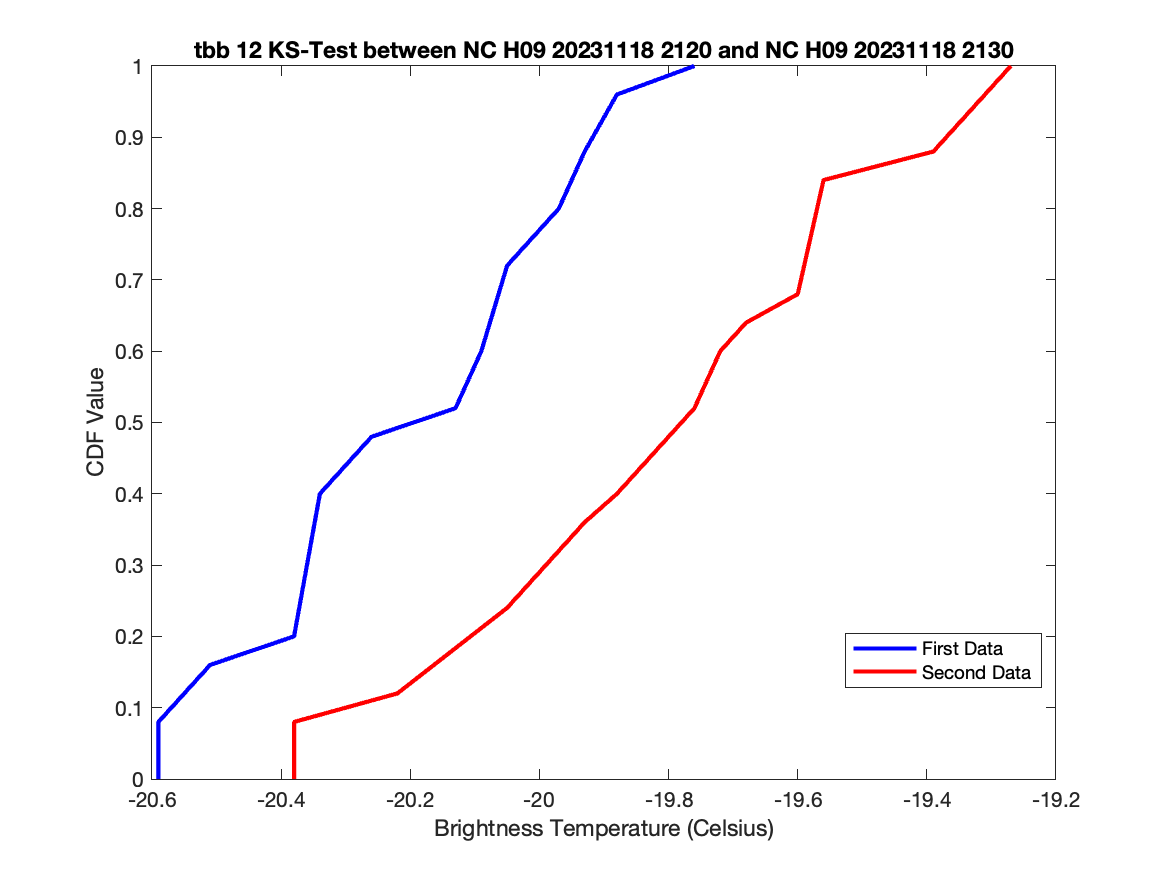 tbb 12 KS-Test between NC H09 20231118 2120 and NC H09 20231118 2130
1
0.9
0.8
0.7
0.6
0.5
0.4
0.3
0.2
0.1
0
CDF Value
First Data
Second Data
-20.6 -20.4 -20.2 -20 -19.8 -19.6 -19.4 -19.2
Brightness Temperature (Celsius)